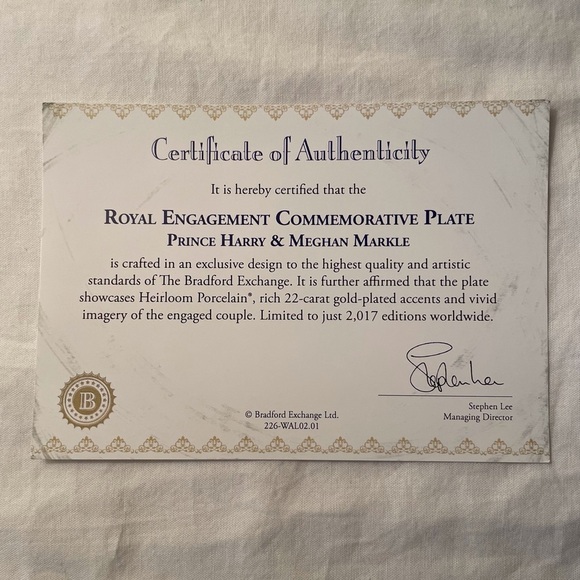 Certificate of Authenticity
It is hereby certified that the
Royal Engagement Commemorative Plate
Prince Harry & Meghan Markle
is crafted in an exclusive design to the highest quality and artistic
standards of The Bradford Exchange. It is further affirmed that the plate
showcases Heirloom Porcelain®, rich 22-carat gold-plated accents and vivid
imagery of the engaged couple. Limited to just 2,017 editions worldwide.
Stephen Lee
B
© Bradford Exchange Ltd.
226-WAL02.01
Stephen Lee
Managing Director